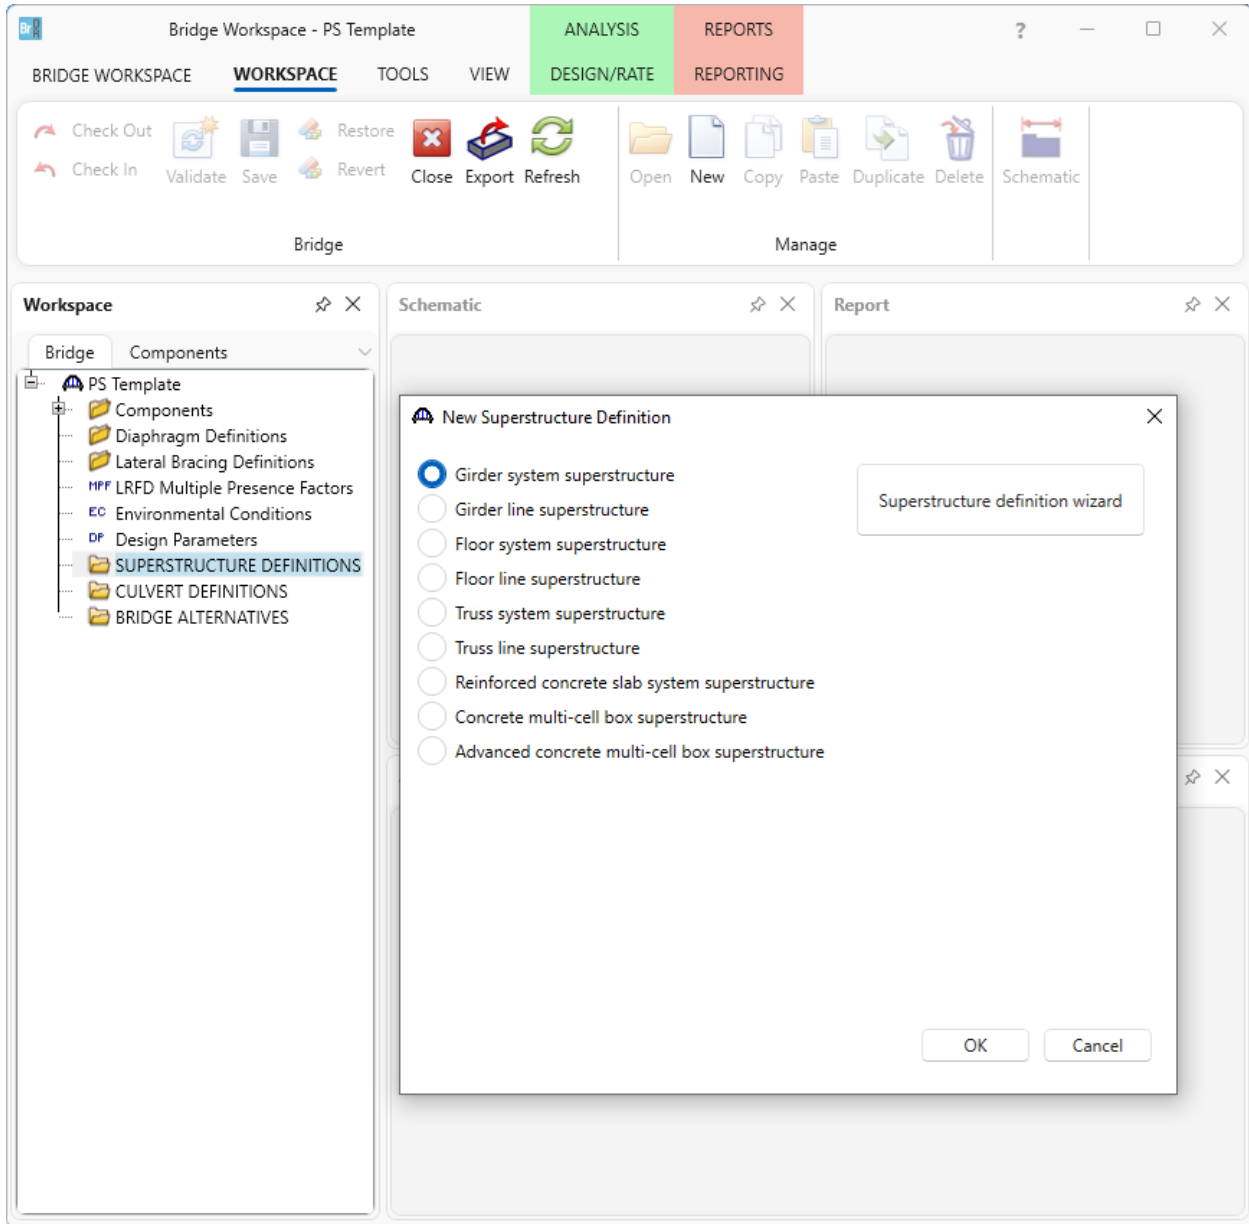 Br
Bridge Workspace - PS Template
ANALYSIS
REPORTS
?
BRIDGE WORKSPACE
WORKSPACE
TOOLS
VIEW
DESIGN/RATE
REPORTING
Check Out
Check In
Validate
Save
Restore
Revert
Close
Export
Refresh
Open
New
Copy
Paste
Duplicate
Delete
Schematic
Bridge
Manage
Workspace
Schematic
Report
Bridge
Components
PS Template
Components
Diaphragm Definitions
Lateral Bracing Definitions
MPF LRFD Multiple Presence Factors
EC Environmental Conditions
DP Design Parameters
SUPERSTRUCTURE DEFINITIONS
CULVERT DEFINITIONS
BRIDGE ALTERNATIVES
New Superstructure Definition
Girder system superstructure
Girder line superstructure
Floor system superstructure
Floor line superstructure
Truss system superstructure
Truss line superstructure
Reinforced concrete slab system superstructure
Concrete multi-cell box superstructure
Advanced concrete multi-cell box superstructure
Superstructure definition wizard
OK
Cancel